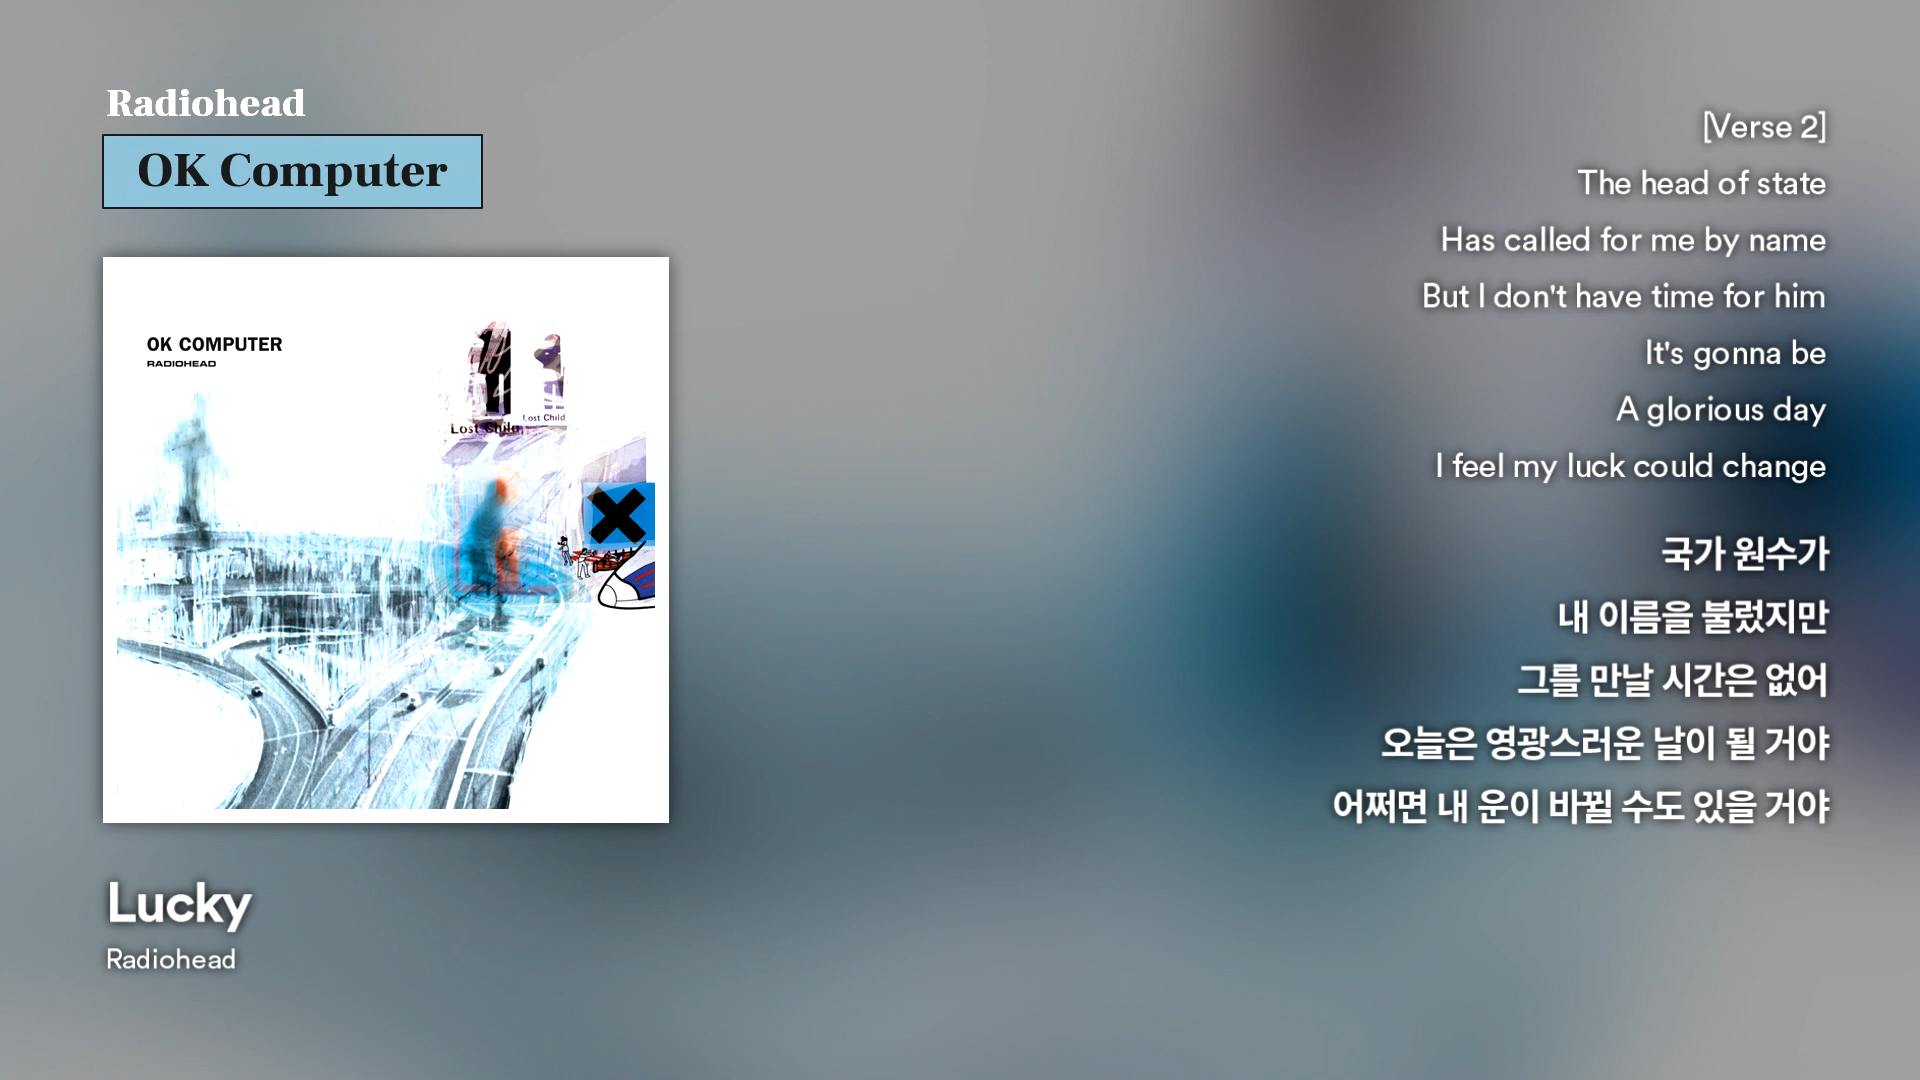 Radiohead
OK Computer
OK COMPUTER
RADIOHEAD
Lost Child
Lost Child
Lucky
Radiohead
[Verse 2]
The head of state
Has called for me by name
But I don't have time for him
It's gonna be
A glorious day
I feel my luck could change
국가 원수가
내 이름을 불렀지만
그를 만날 시간은 없어
오늘은 영광스러운 날이 될 거야
어쩌면 내 운이 바뀔 수도 있을 거야